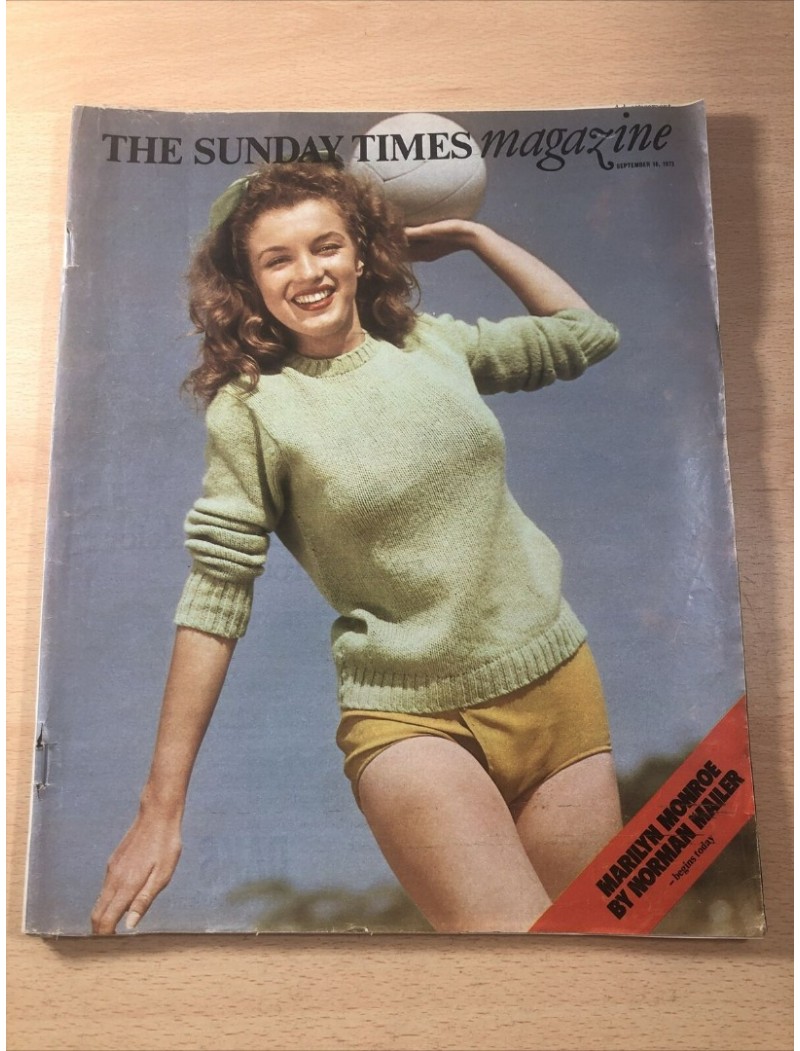 THE SUNDAY TIMES magazine
SEPTEMBER 16, 1973
MARILYN MONROE
BY NORMAN MAILER
– begins today